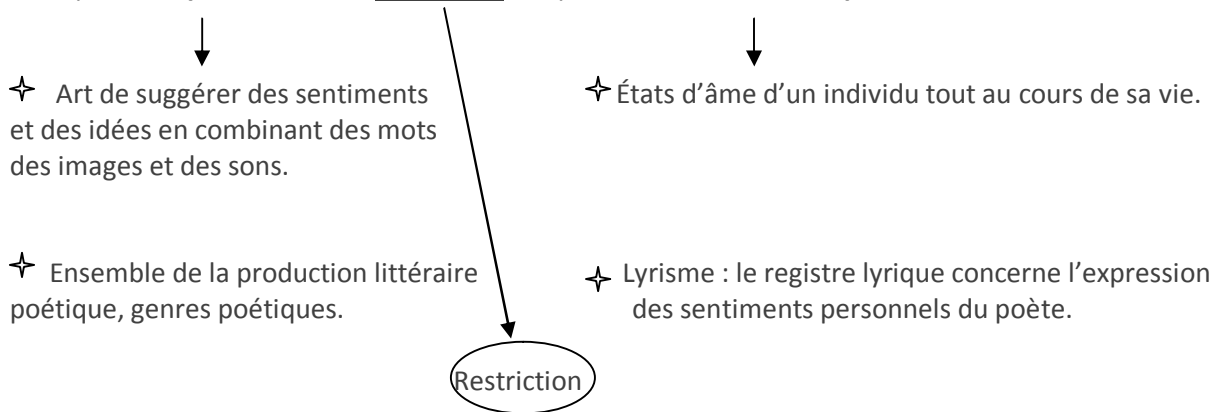 Art de suggérer des sentiments
et des idées en combinant des mots
des images et des sons.
États d’âme d’un individu tout au cours de sa vie.
Ensemble de la production littéraire
poétique, genres poétiques.
Lyrisme : le registre lyrique concerne l’expression
des sentiments personnels du poète.
Restriction